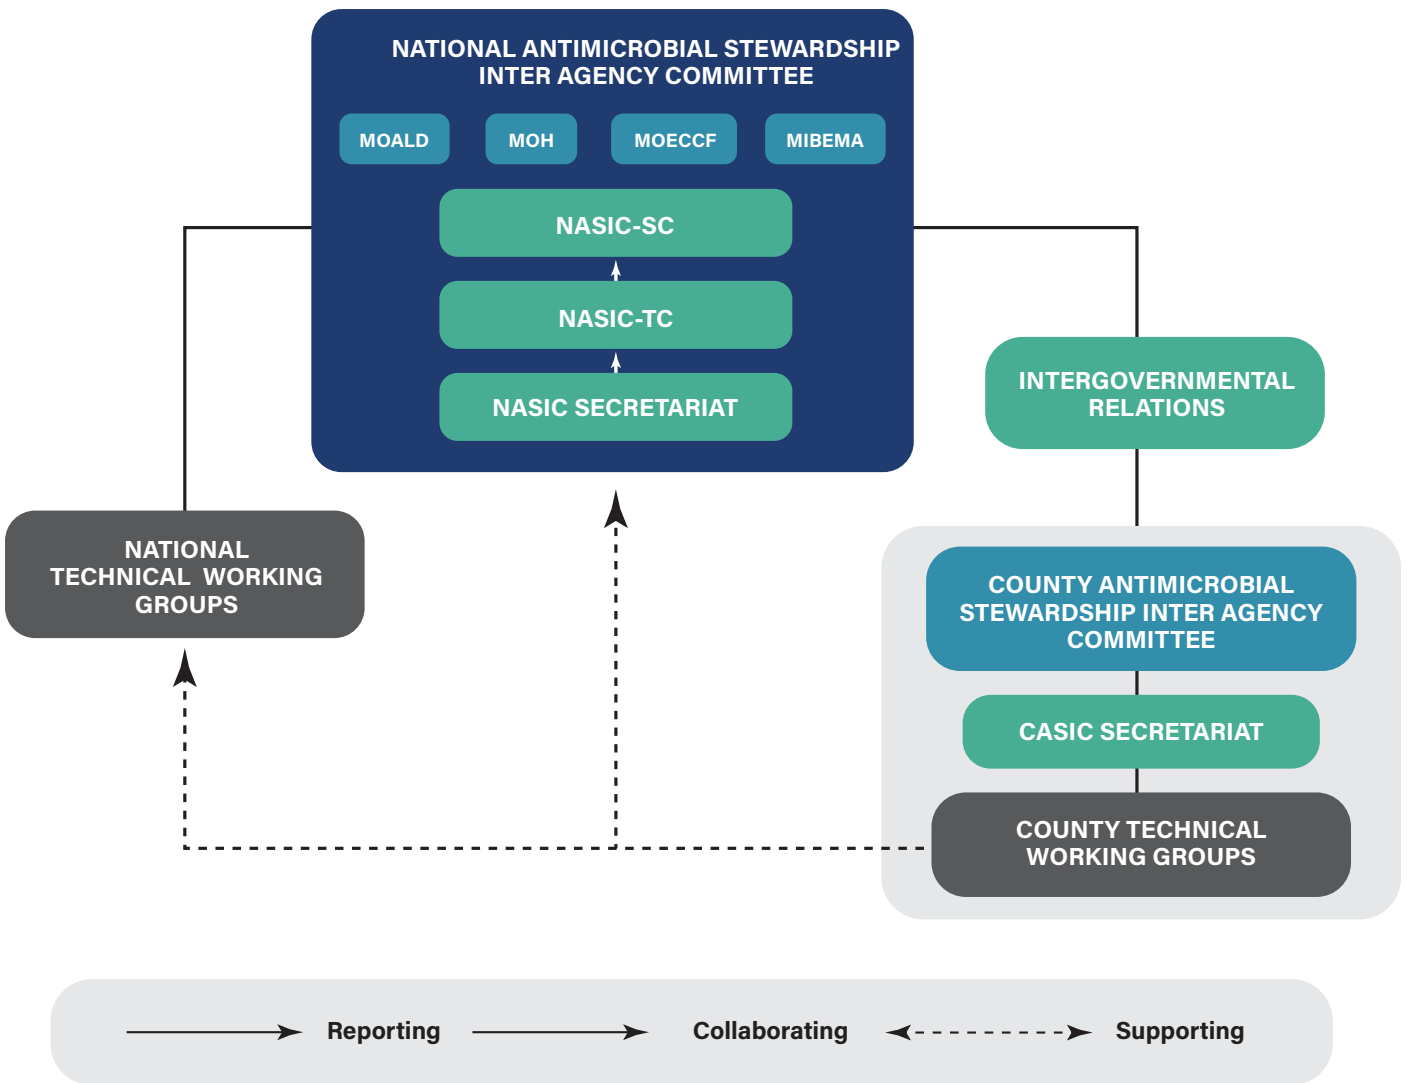 NATIONAL ANTIMICROBIAL STEWARDSHIP
INTER AGENCY COMMITTEE
MOALD
MOH
MOECCF
MIBEMA
NASIC-SC
NASIC-TC
NASIC SECRETARIAT
INTERGOVERNMENTAL
RELATIONS
NATIONAL
TECHNICAL WORKING
GROUPS
COUNTY ANTIMICROBIAL
STEWARDSHIP INTER AGENCY
COMMITTEE
CASIC SECRETARIAT
COUNTY TECHNICAL
WORKING GROUPS
Reporting
Collaborating
Supporting